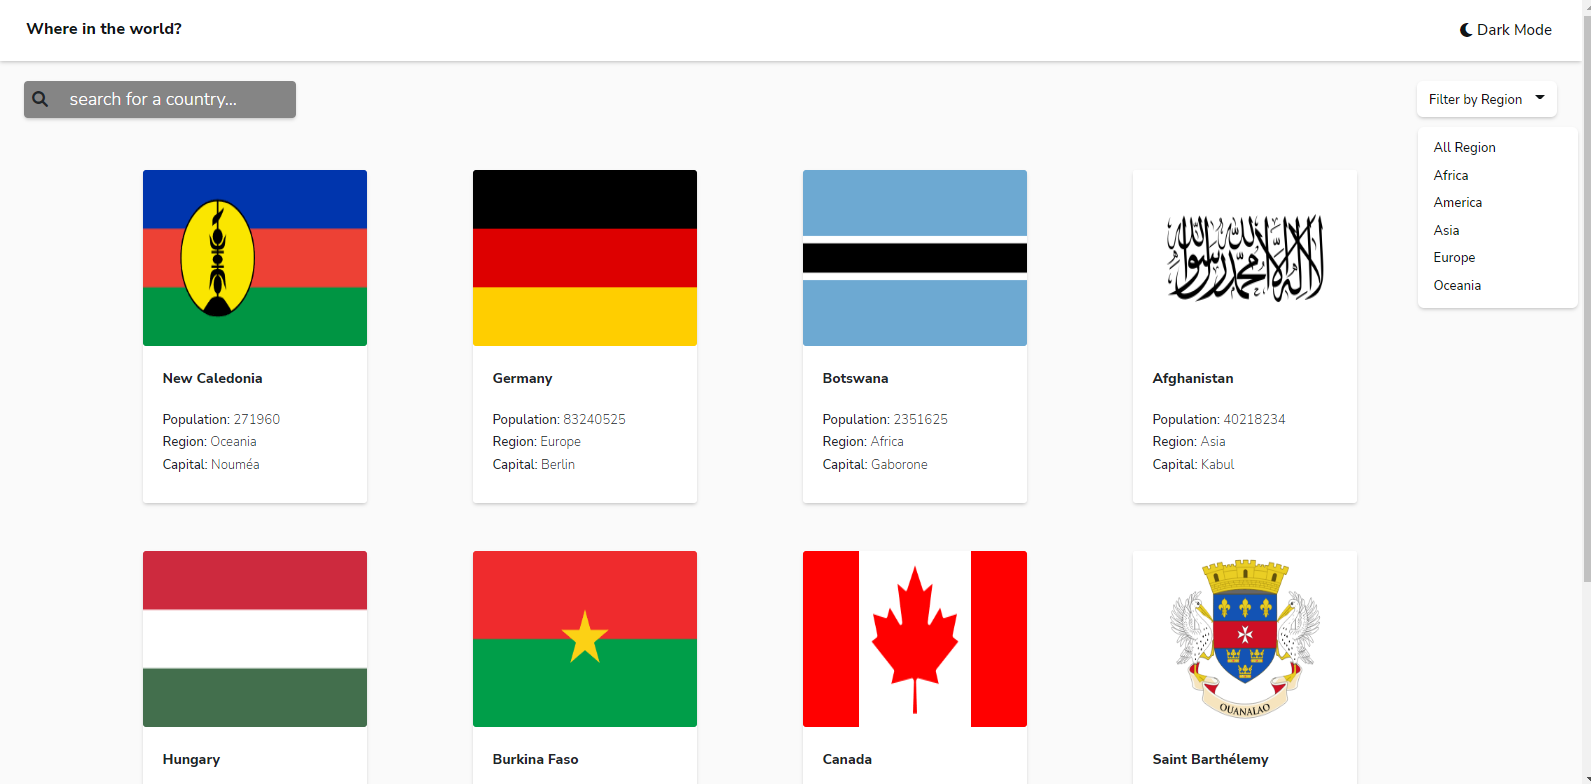 Where in the world?
Dark Mode
search for a country...
Filter by Region
All Region
Africa
America
Asia
Europe
Oceania
لا إله إلا الله محمد رسول الله
New Caledonia
Population: 271960
Region: Oceania
Capital: Nouméa
Germany
Population: 83240525
Region: Europe
Capital: Berlin
Botswana
Population: 2351625
Region: Africa
Capital: Gaborone
Afghanistan
Population: 40218234
Region: Asia
Capital: Kabul
OUANALAO
Hungary
Burkina Faso
Canada
Saint Barthélemy